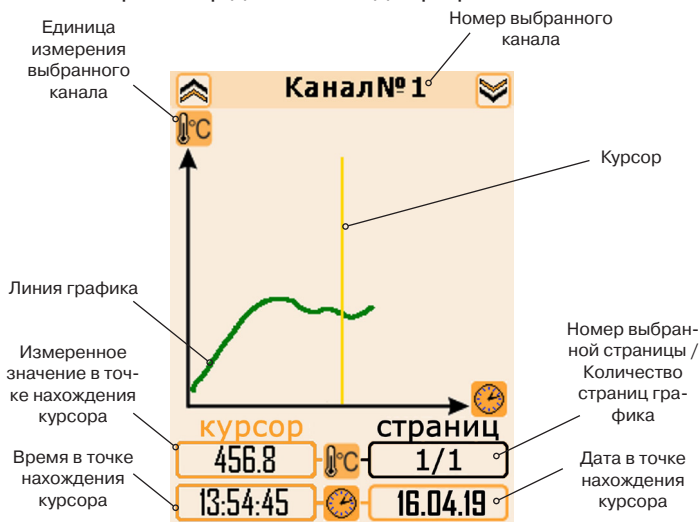 Единица
измерения
выбранного
канала
Номер выбранного
канала
Канал№1
°C
Курсор
Линия графика
Измеренное
значение в точ-
ке нахождения
курсора
Номер выбран-
ной страницы /
Количество
страниц гра-
фика
курсор
страниц
456.8
°C
1/1
Время в точке
нахождения
курсора
13:54:45
16.04.19
Дата в точке
нахождения
курсора